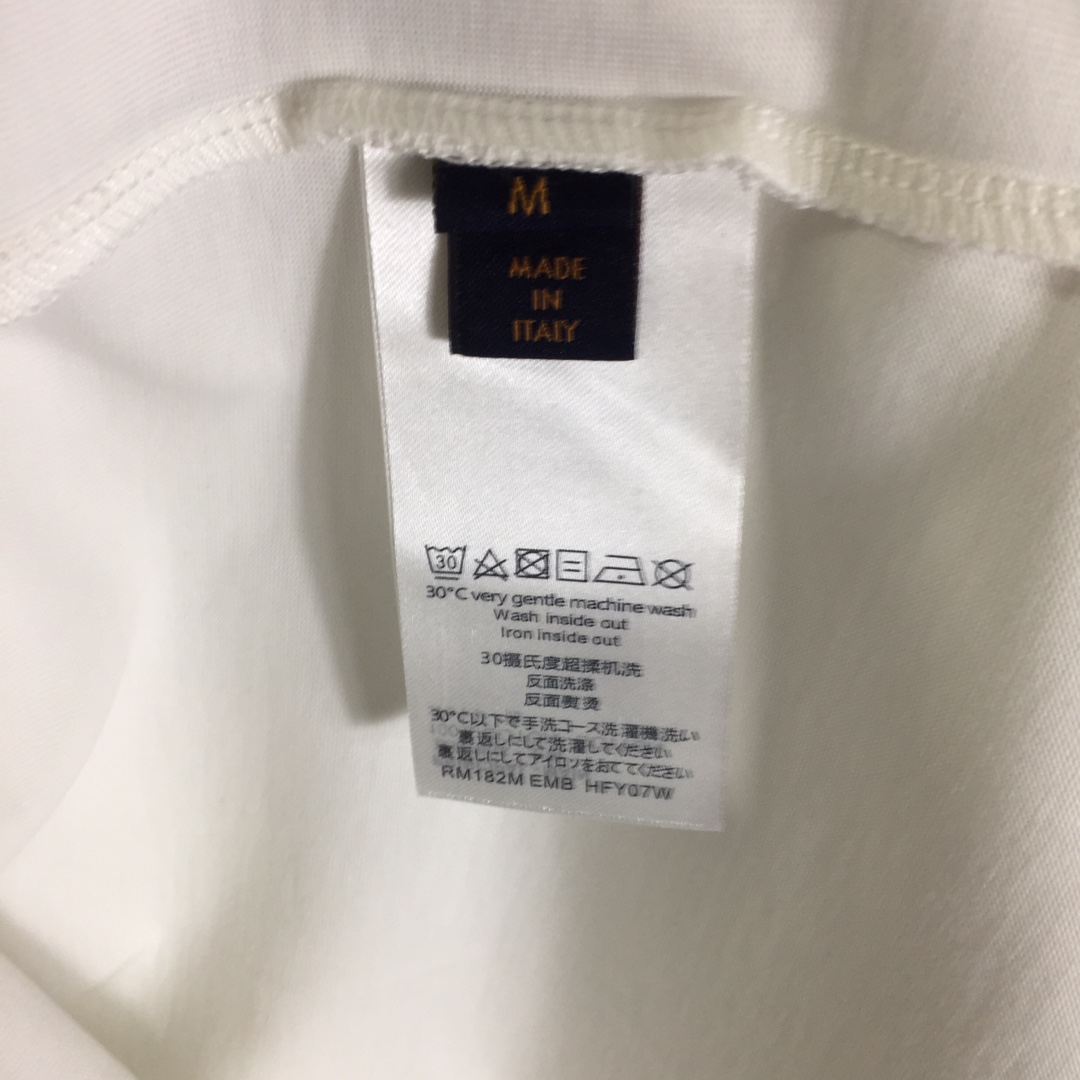 M
MADE
IN
ITALY
30
30°C very gentle machine wash
Wash inside out
Iron inside out
30摄氏度超柔机洗
反面洗涤
反面熨烫
30°C以下で手洗コース洗濯機洗い
裏返しにして洗濯してください
裏返しにしてアイロンをおててください
RM182M EMB HFY07W